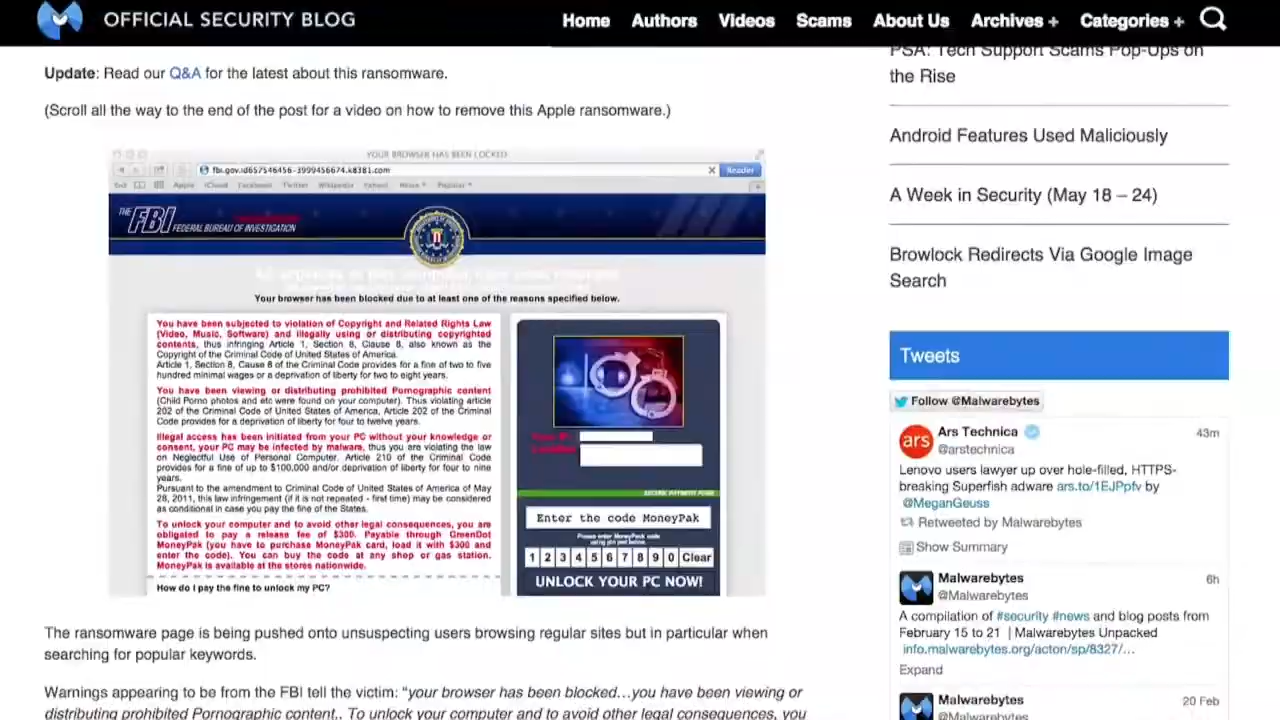 OFFICIAL SECURITY BLOG
Home Authors Videos Scams About Us Archives + Categories +
Update: Read our Q&A for the latest about this ransomware.
(Scroll all the way to the end of the post for a video on how to remove this Apple ransomware.)
YOUR BROWSER HAS BEEN LOCKED
fbi.gov.id657546456-3999456674.k8381.com
Reader
Apple iCloud Facebook Twitter Wikipedia Yahoo! News Popular
THE FBI FEDERAL BUREAU OF INVESTIGATION
Your browser has been blocked due to at least one of the reasons specified below.
You have been subjected to violation of Copyright and Related Rights Law
(Video, Music, Software) and illegally using or distributing copyrighted
contents, thus infringing Article 1, Section 8, Clause 8, also known as the
Copyright of the Criminal Code of United States of America.
Article 1, Section 8, Cause 8 of the Criminal Code provides for a fine of two to five
hundred minimal wages or a deprivation of liberty for two to eight years.
You have been viewing or distributing prohibited Pornographic content
(Child Porno photos and etc were found on your computer). Thus violating article
202 of the Criminal Code of United States of America, Article 202 of the Criminal
Code provides for a deprivation of liberty for four to twelve years.
Illegal access has been initiated from your PC without your knowledge or
consent, your PC may be infected by malware, thus you are violating the law
on Neglectful Use of Personal Computer. Article 210 of the Criminal Code
provides for a fine of up to $100,000 and/or deprivation of liberty for four to nine
years.
Pursuant to the amendment to Criminal Code of United States of America of May
28, 2011, this law infringement (if it is not repeated - first time) may be considered
as conditional in case you pay the fine of the States.
To unlock your computer and to avoid other legal consequences, you are
obligated to pay a release fee of $300. Payable through GreenDot
MoneyPak (you have to purchase MoneyPak card, load it with $300 and
enter the code). You can buy the code at any shop or gas station.
MoneyPak is available at the stores nationwide.
How do I pay the fine to unlock my PC?
SECURE PAYMENT FORM
Enter the code MoneyPak
Please enter MoneyPack code
using pin pad below:
1 2 3 4 5 6 7 8 9 0 Clear
UNLOCK YOUR PC NOW!
The ransomware page is being pushed onto unsuspecting users browsing regular sites but in particular when
searching for popular keywords.
Warnings appearing to be from the FBI tell the victim: "your browser has been blocked…you have been viewing or
distributing prohibited Pornographic content.. To unlock your computer and to avoid other legal consequences, you
PSA: Tech Support Scams Pop-Ups on
the Rise
Android Features Used Maliciously
A Week in Security (May 18 – 24)
Browlock Redirects Via Google Image
Search
Tweets
Follow @Malwarebytes
ars
Ars Technica 43m
@arstechnica
Lenovo users lawyer up over hole-filled, HTTPS-
breaking Superfish adware ars.to/1EJPpfv by
@MeganGeuss
Retweeted by Malwarebytes
Show Summary
Malwarebytes 6h
@Malwarebytes
A compilation of #security #news and blog posts from
February 15 to 21 | Malwarebytes Unpacked
info.malwarebytes.org/acton/sp/8327/...
Expand
Malwarebytes 20 Feb
@Malwarebytes